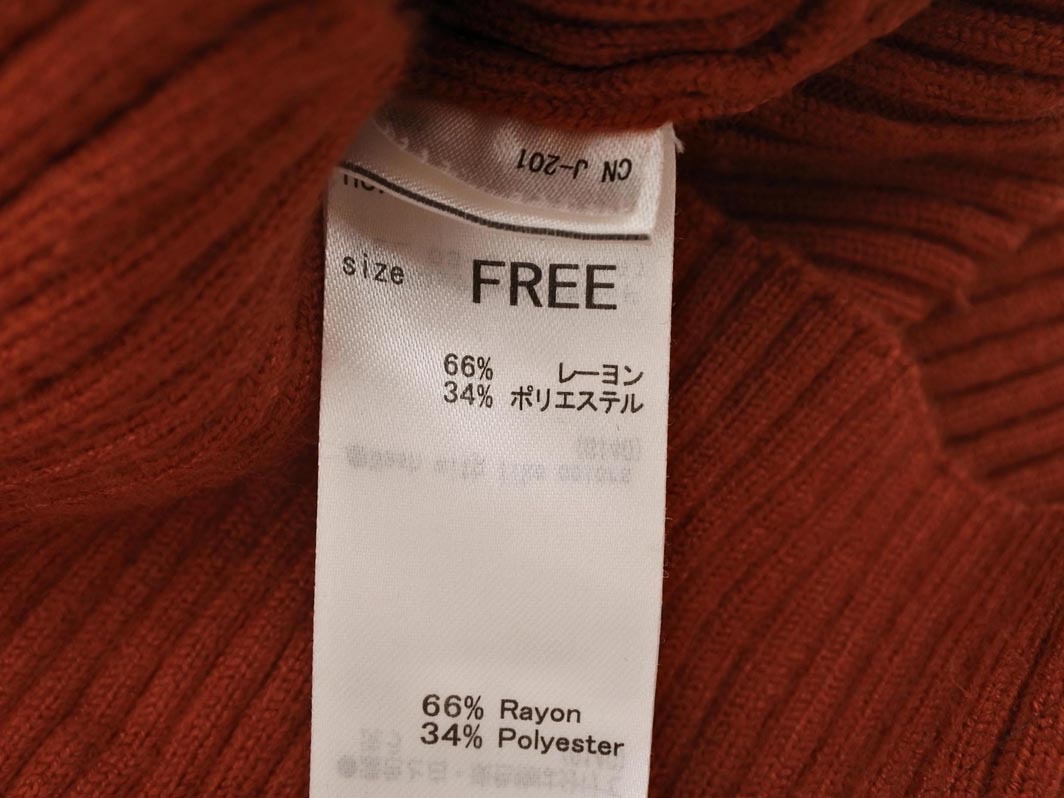 CN J-201
size FREE
66% レーヨン
34% ポリエステル
66% Rayon
34% Polyester